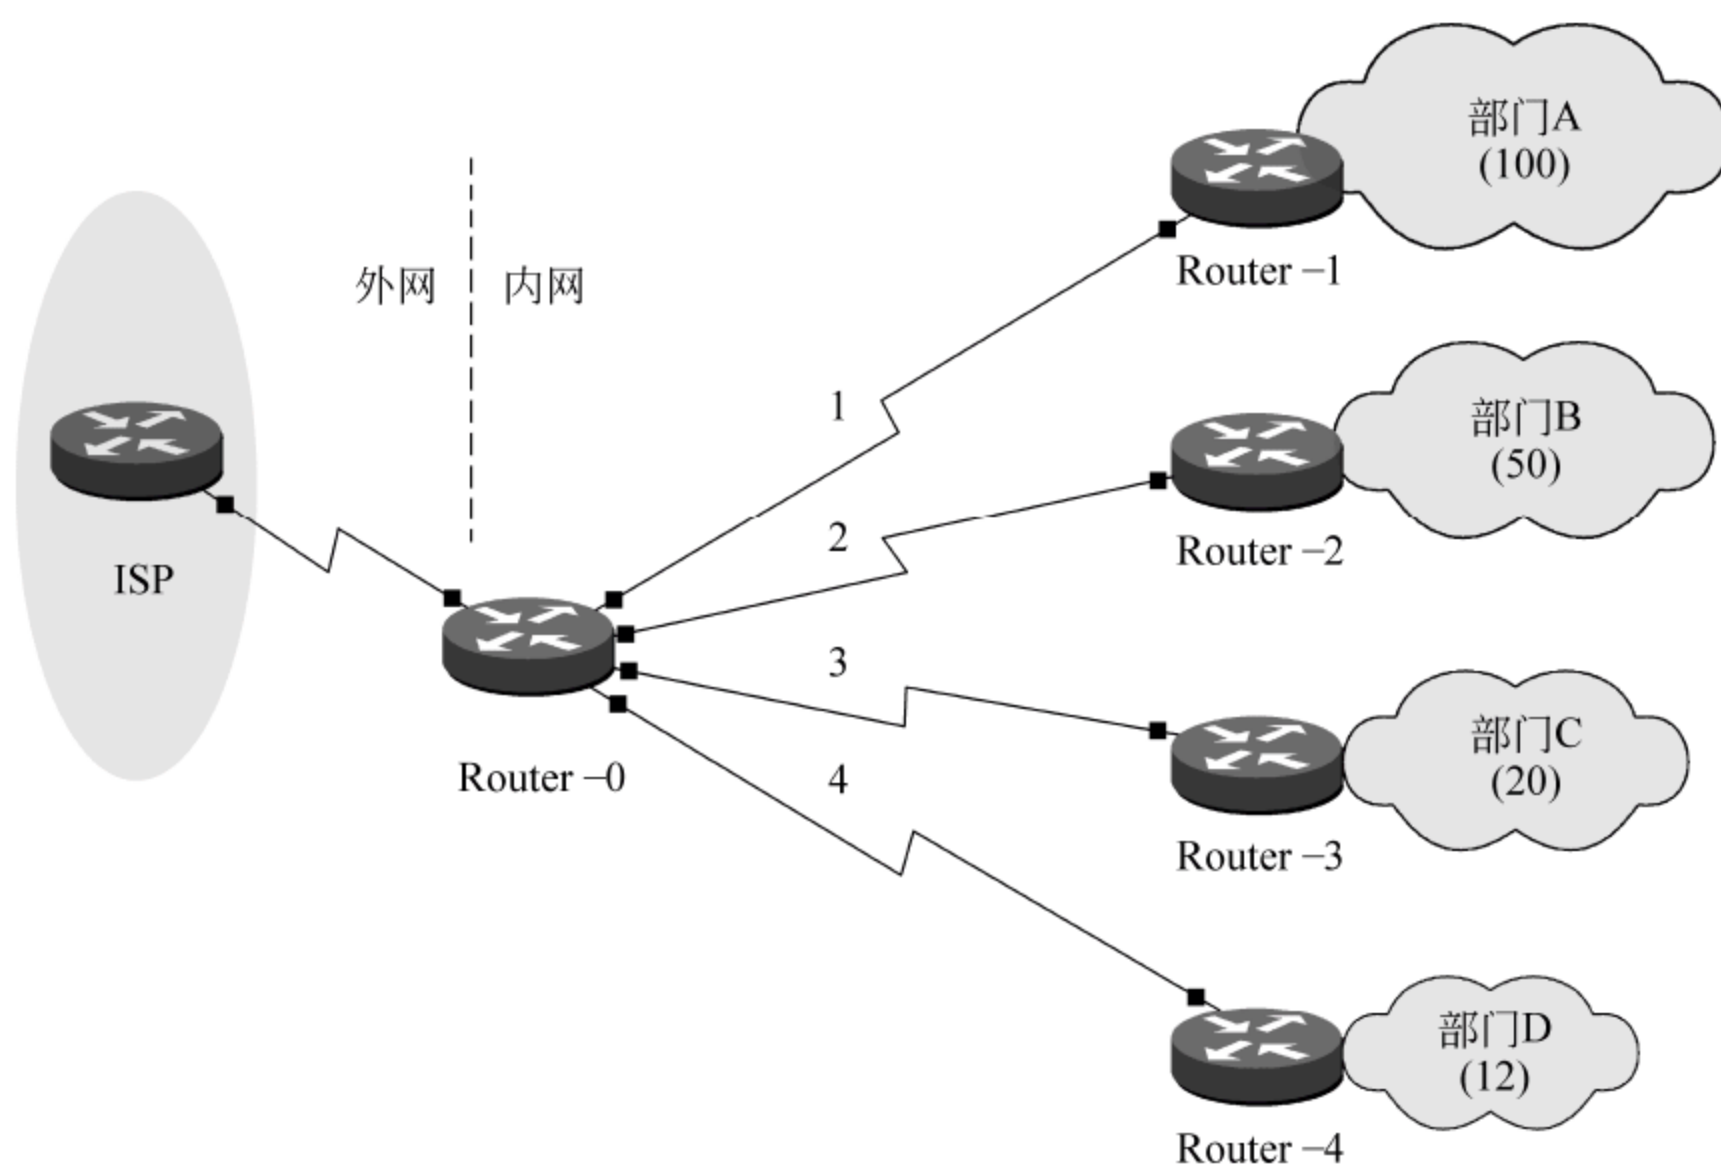 部门A
(100)
Router –1
外网
内网
1
部门B
(50)
Router –2
2
ISP
3
部门C
(20)
Router –3
Router –0
4
部门D
(12)
Router –4